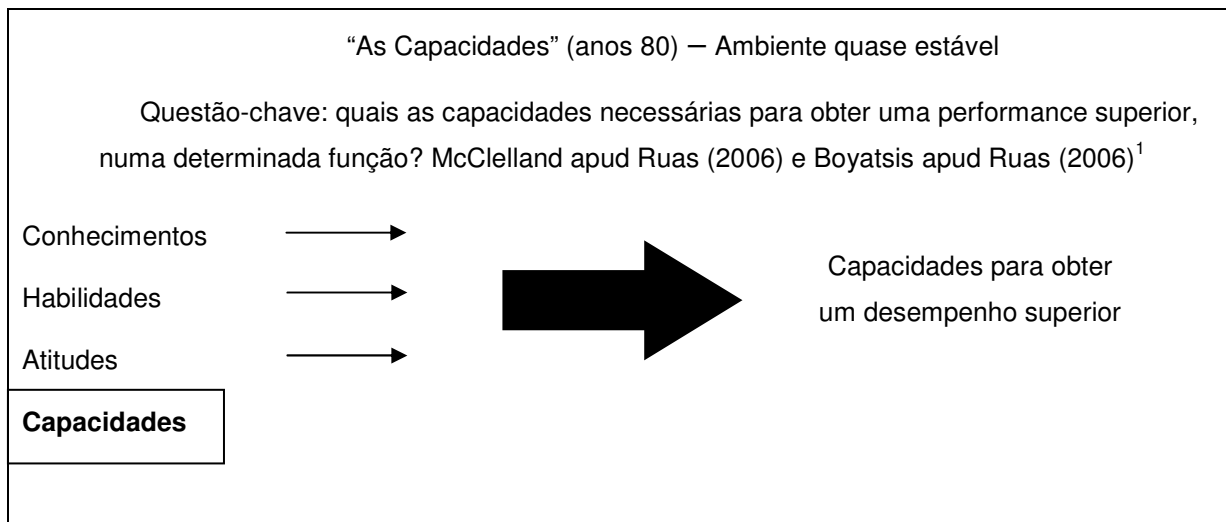 “As Capacidades” (anos 80) – Ambiente quase estável
Questão-chave: quais as capacidades necessárias para obter uma performance superior,
numa determinada função? McClelland apud Ruas (2006) e Boyatsis apud Ruas (2006)¹
Conhecimentos
Habilidades
Atitudes
Capacidades para obter
um desempenho superior
Capacidades